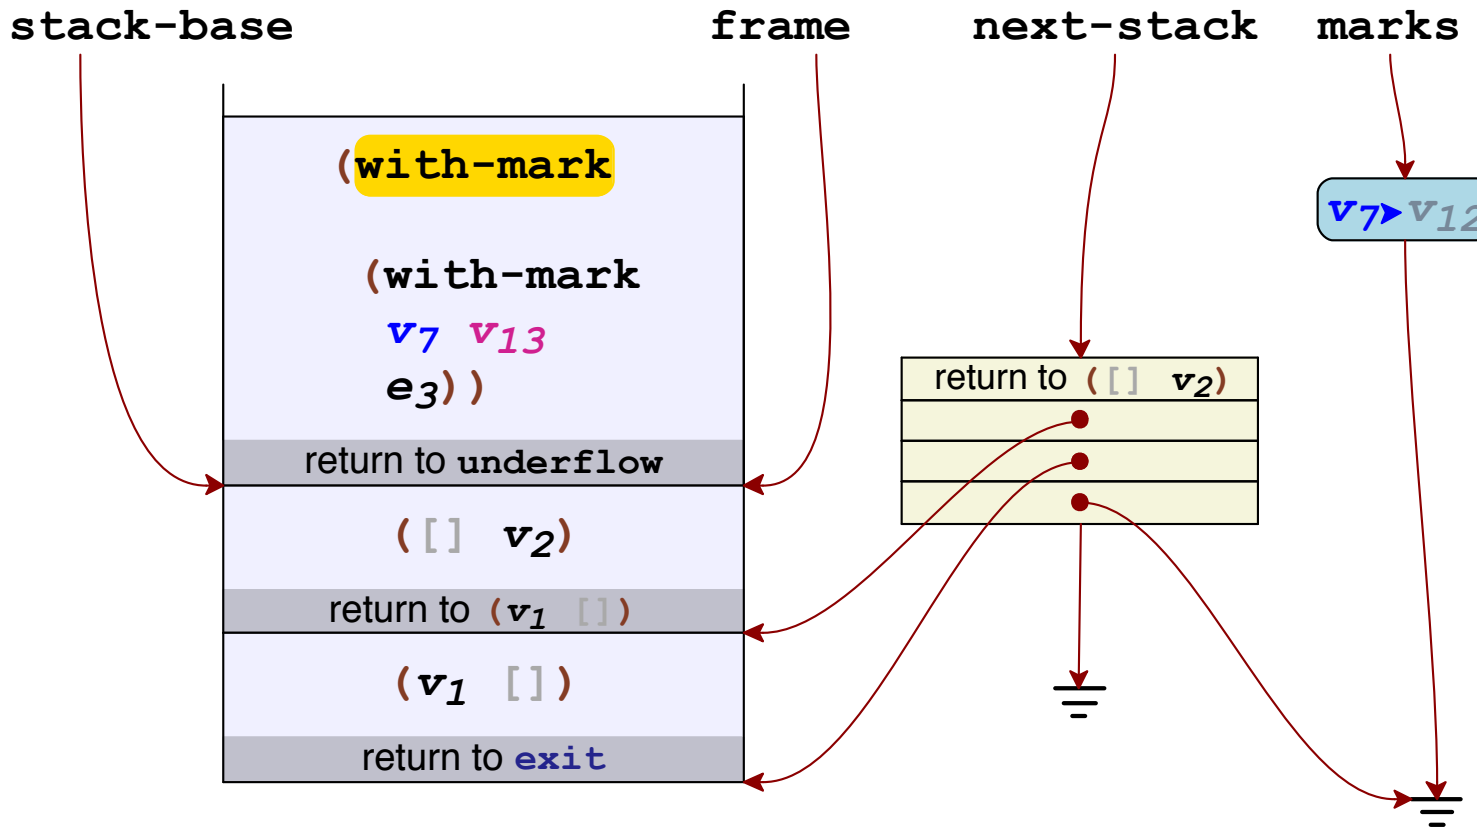 stack-base frame next-stack marks
(with-mark
(with-mark
v7 v13
e3))
return to underflow
([] v2)
return to (v1 [])
(v1 [])
return to exit
return to ([] v2)
v7 v12